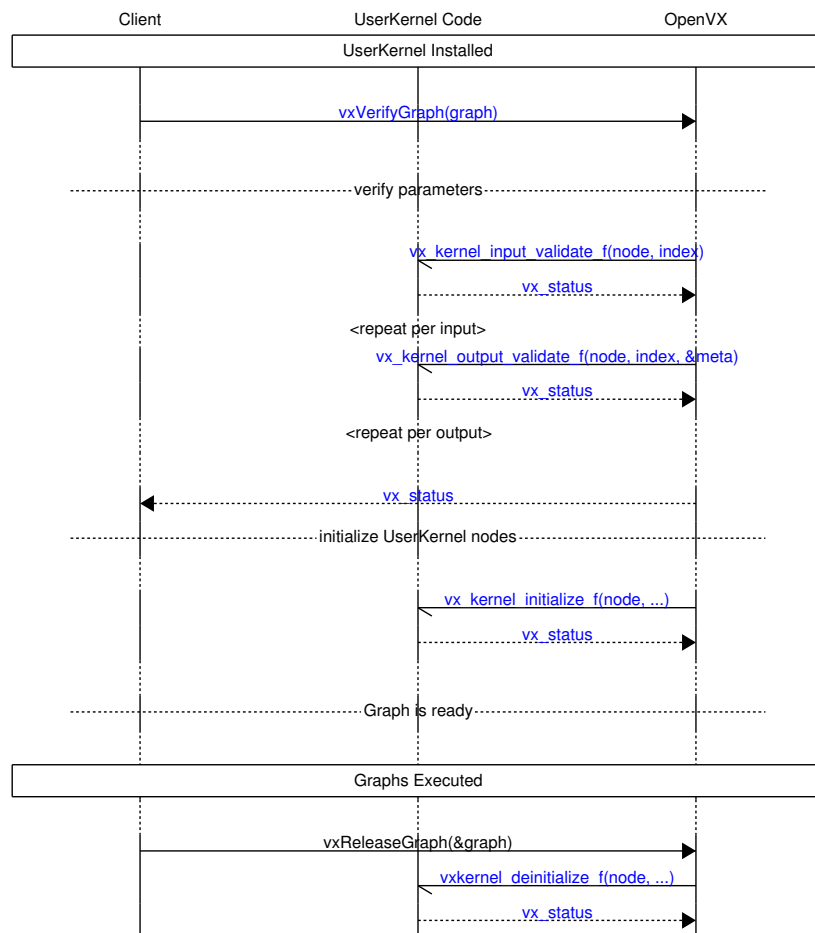 Client
UserKernel Code
OpenVX
UserKernel Installed
vxVerifyGraph(graph)
verify parameters
vx_kernel_input_validate_f(node, index)
vx_status
<repeat per input>
vx_kernel_output_validate_f(node, index, &meta)
vx_status
<repeat per output>
vx_status
initialize UserKernel nodes
vx_kernel_initialize_f(node, ...)
vx_status
Graph is ready
Graphs Executed
vxReleaseGraph(&graph)
vxkernel_deinitialize_f(node, ...)
vx_status